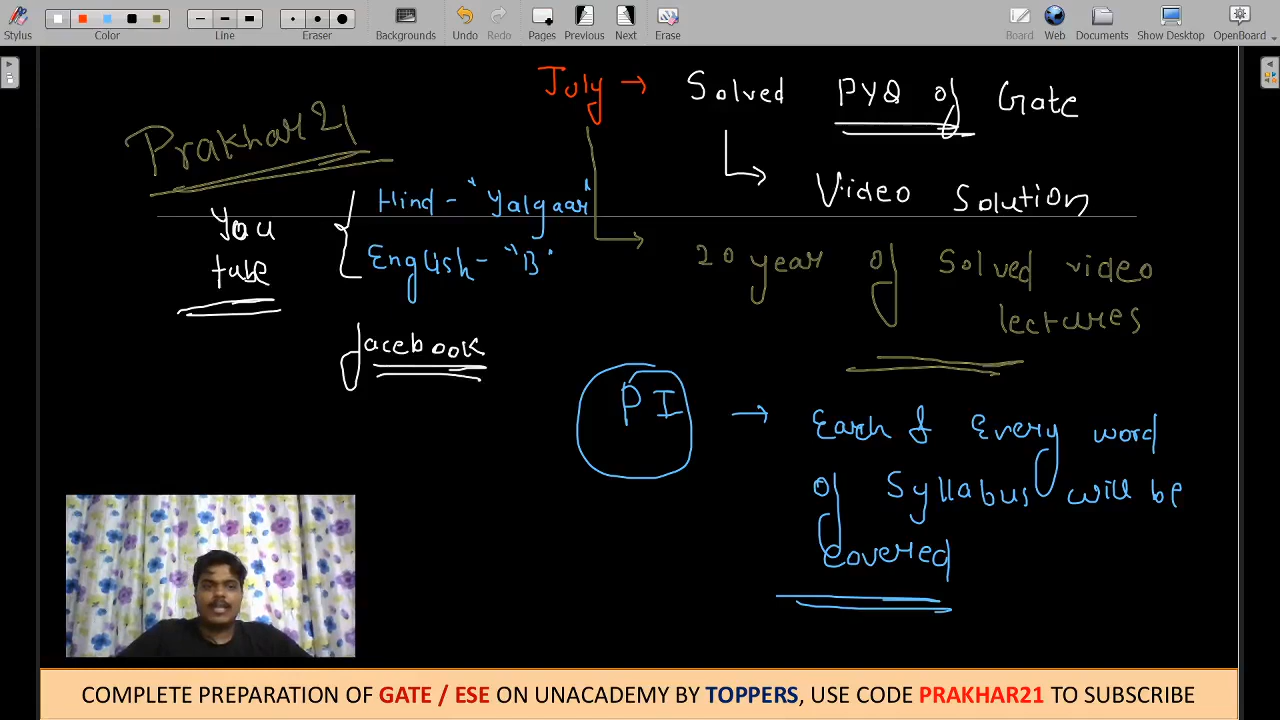 Stylus
Color
Line
Eraser
Backgrounds
Undo
Pages
Previous
Next
Erase
Board
Web
Documents
Show Desktop
OpenBoard
July → Solved PYQ of Gate
Video Solution
Prakhar21
You
tube
Hind - "Yalgaar"
English - "B"
facebook
20 year of Solved video
lectures
PI → Each & Every word
of Syllabus will be
covered
COMPLETE PREPARATION OF GATE / ESE ON UNACADEMY BY TOPPERS, USE CODE PRAKHAR21 TO SUBSCRIBE